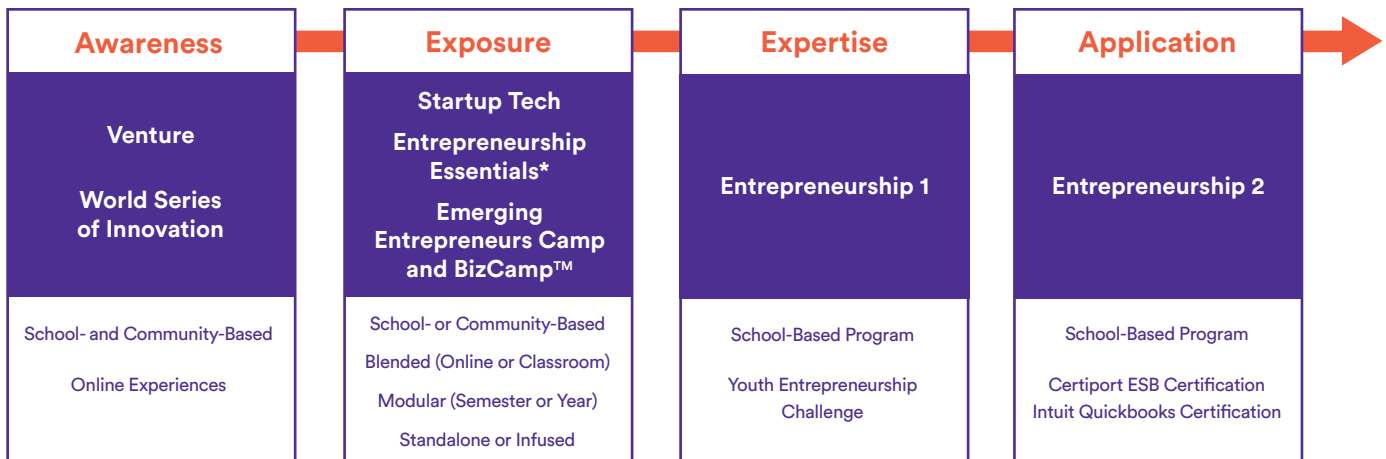 Awareness
Venture
World Series
of Innovation
School- and Community-Based
Online Experiences
Exposure
Startup Tech
Entrepreneurship
Essentials*
Emerging
Entrepreneurs Camp
and BizCamp™
School- or Community-Based
Blended (Online or Classroom)
Modular (Semester or Year)
Standalone or Infused
Expertise
Entrepreneurship 1
School-Based Program
Youth Entrepreneurship
Challenge
Application
Entrepreneurship 2
School-Based Program
Certiport ESB Certification
Intuit Quickbooks Certification